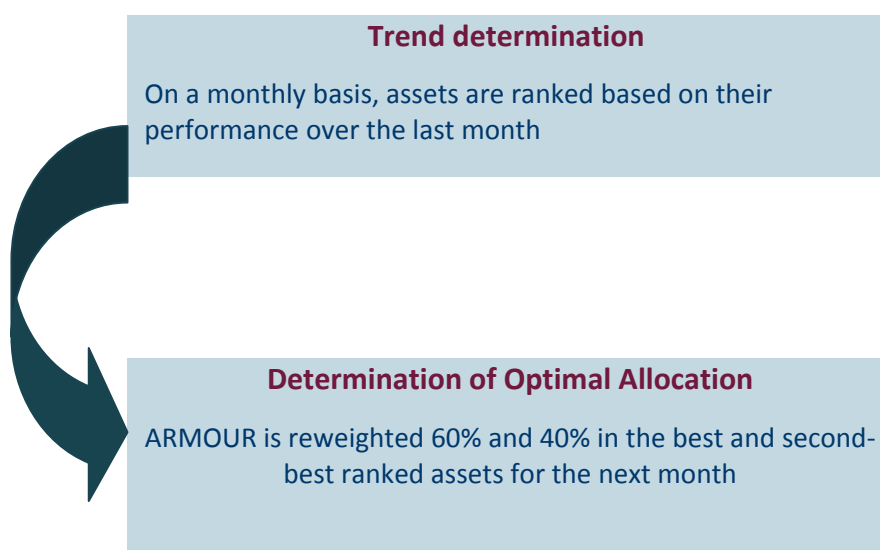 Trend determination
On a monthly basis, assets are ranked based on their
performance over the last month
Determination of Optimal Allocation
ARMOUR is reweighted 60% and 40% in the best and second-
best ranked assets for the next month